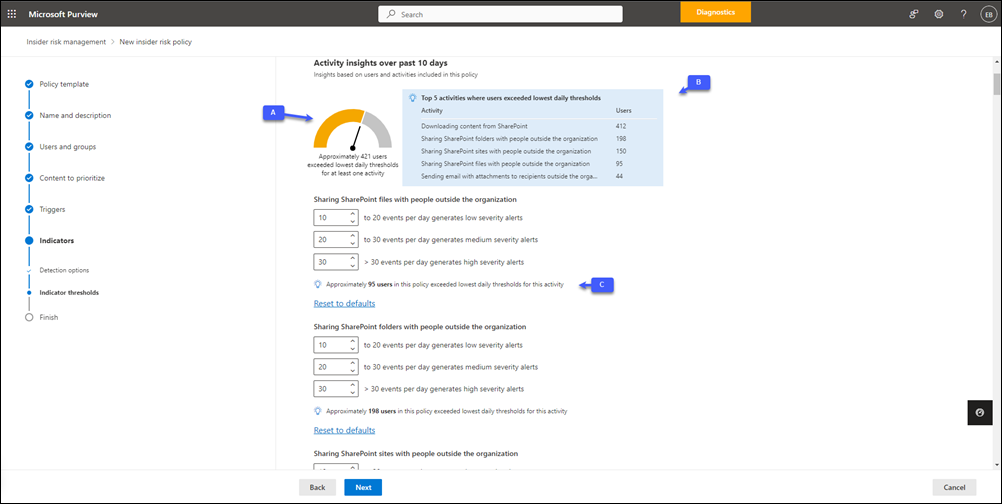 Microsoft Purview
Search
Diagnostics
?
EB
Insider risk management > New insider risk policy
Policy template
Name and description
Users and groups
Content to prioritize
Triggers
Indicators
Detection options
Indicator thresholds
Finish
Activity insights over past 10 days
Insights based on users and activities included in this policy
A
Approximately 421 users
exceeded lowest daily thresholds
for at least one activity
B
Top 5 activities where users exceeded lowest daily thresholds
Activity Users
Downloading content from SharePoint 412
Sharing SharePoint folders with people outside the organization 198
Sharing SharePoint sites with people outside the organization 150
Sharing SharePoint files with people outside the organization 95
Sending email with attachments to recipients outside the orga... 44
Sharing SharePoint files with people outside the organization
10 to 20 events per day generates low severity alerts
20 to 30 events per day generates medium severity alerts
30 > 30 events per day generates high severity alerts
Approximately 95 users in this policy exceeded lowest daily thresholds for this activity
C
Reset to defaults
Sharing SharePoint folders with people outside the organization
10 to 20 events per day generates low severity alerts
20 to 30 events per day generates medium severity alerts
30 > 30 events per day generates high severity alerts
Approximately 198 users in this policy exceeded lowest daily thresholds for this activity
Reset to defaults
Sharing SharePoint sites with people outside the organization
Back
Next
Cancel